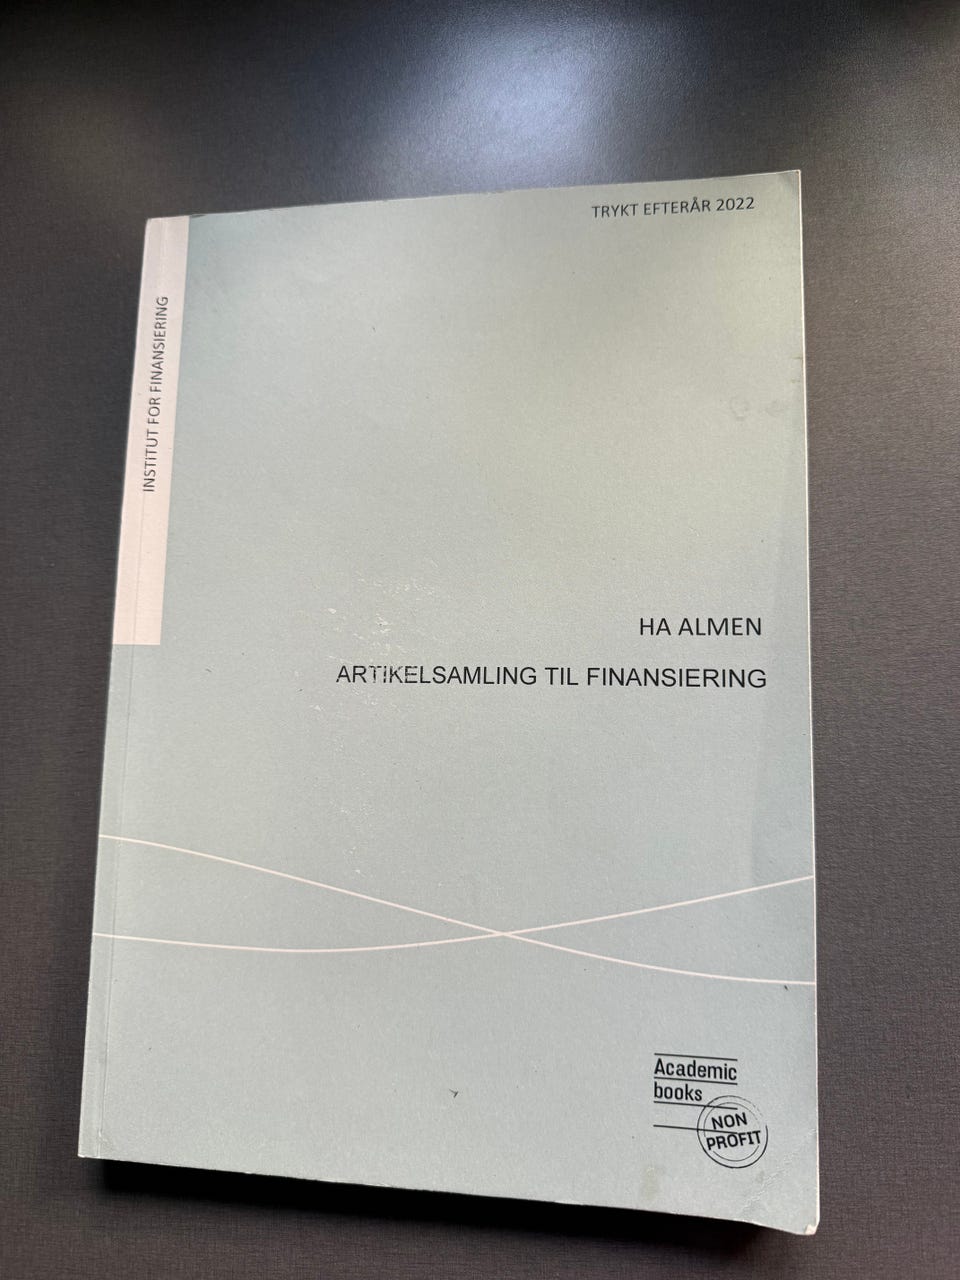 TRYKT EFTERÅR 2022
INSTiTUT FOR FINANSIERING
HA ALMEN
ARTIKELSAMLING TIL FINANSIERING
Academic
books
NON
PROFIT